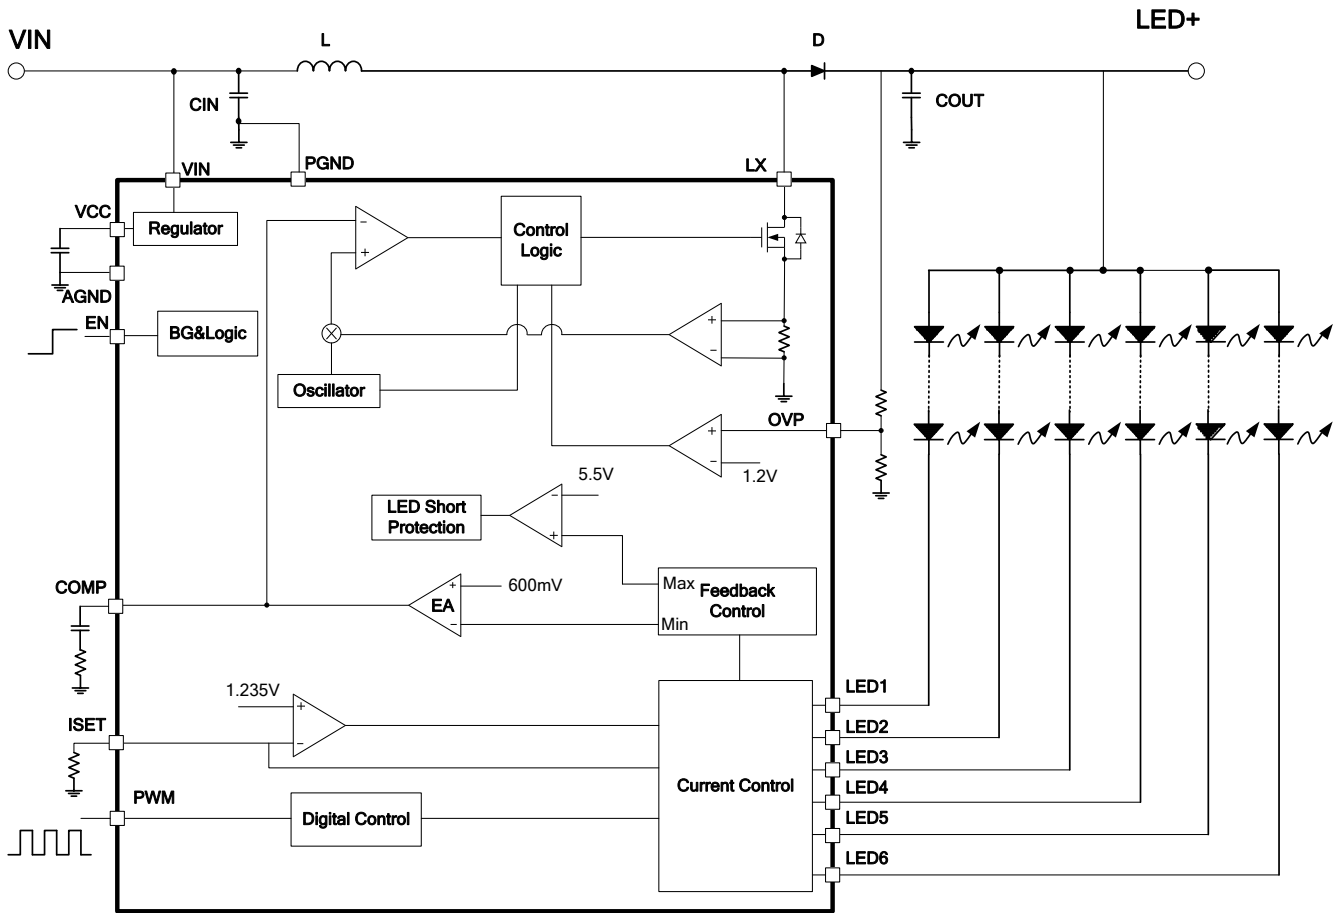 LED+
VIN
L
D
CIN
COUT
VIN
PGND
LX
VCC
Regulator
Control
Logic
−
+
AGND
EN
BG&Logic
+
−
Oscillator
OVP
+
−
1.2V
5.5V
LED Short
Protection
−
+
COMP
EA
+
−
600mV
Max
Feedback
Control
Min
1.235V
LED1
ISET
+
−
LED2
LED3
Current Control
LED4
PWM
Digital Control
LED5
LED6